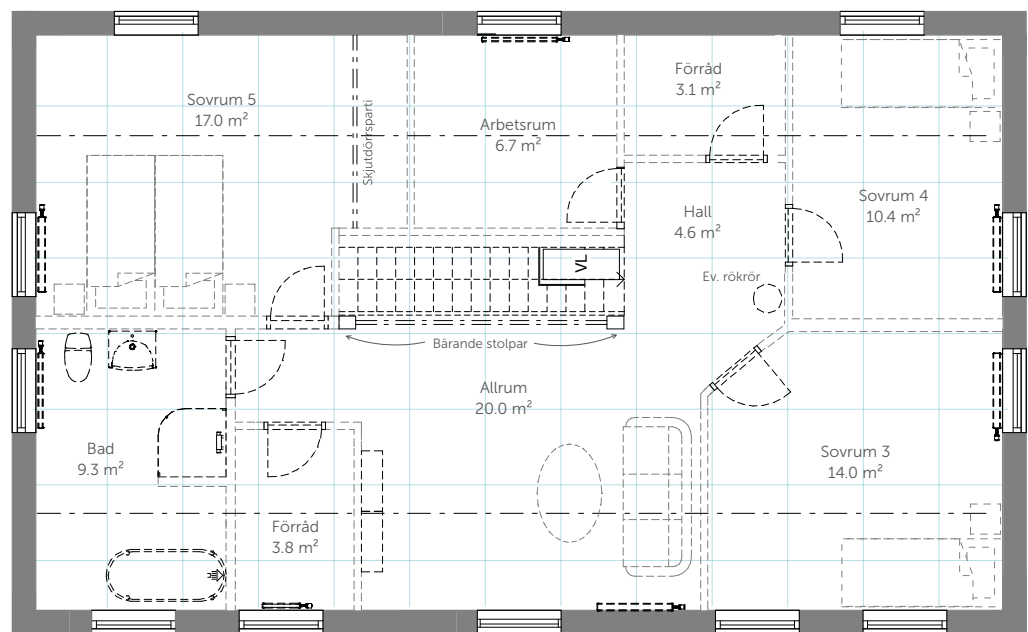 Förråd
3.1 m²
Sovrum 5
17.0 m²
Skjutdörrsparti
Arbetsrum
6.7 m²
Sovrum 4
10.4 m²
Hall
4.6 m²
VL
Ev. rökrör
Bärande stolpar
Allrum
20.0 m²
Bad
9.3 m²
Sovrum 3
14.0 m²
Förråd
3.8 m²